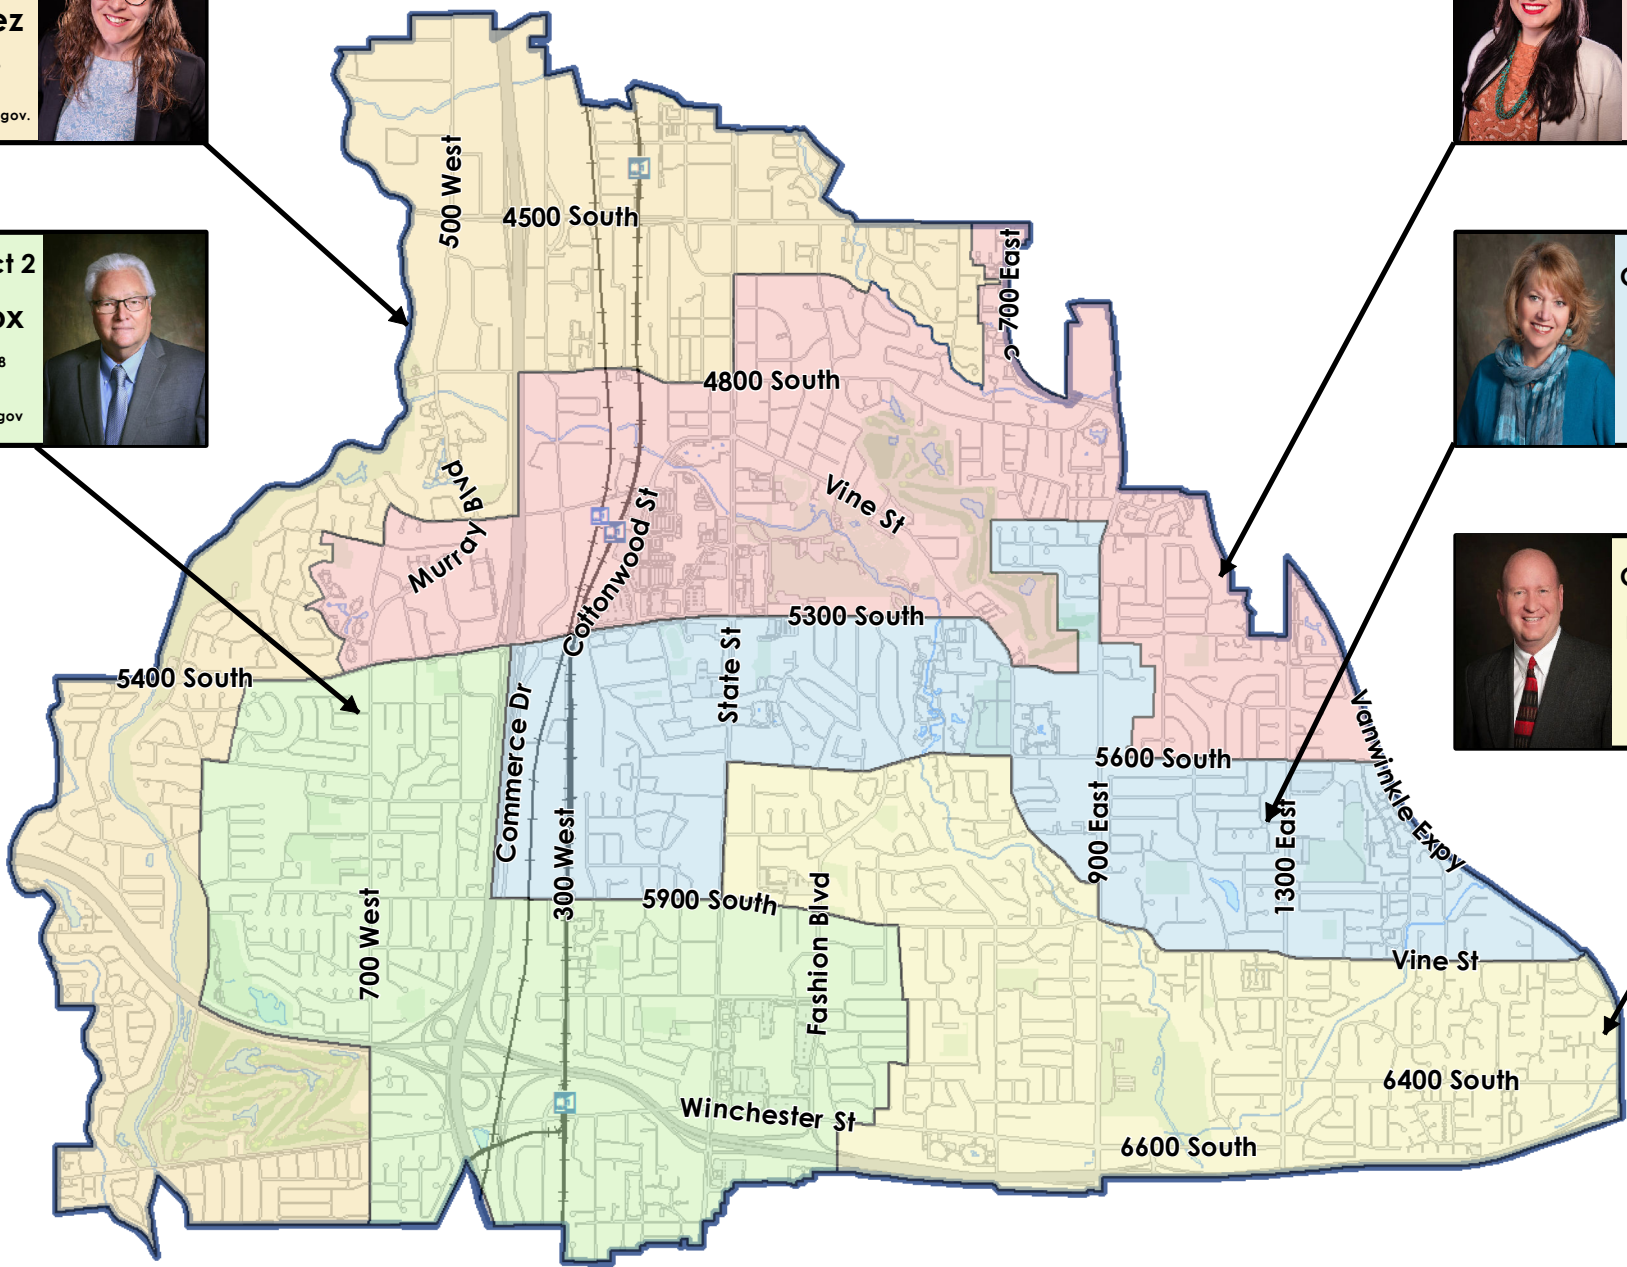 ez
gov.
ct 2
ox
8
gov
500 West
4500 South
700 East
4800 South
Murray Blvd
Cottonwood St
Vine St
5300 South
5400 South
State St
Commerce Dr
5600 South
Vanwinkle Expy
300 West
900 East
1300 East
5900 South
700 West
Fashion Blvd
Vine St
6400 South
Winchester St
6600 South